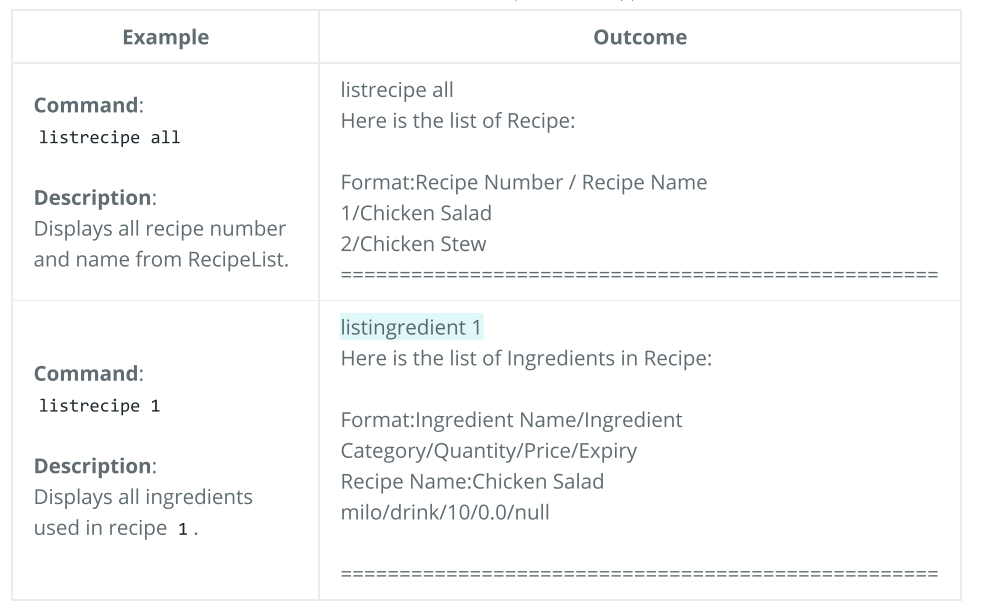 Example
Outcome
Command:
listrecipe all
Description:
Displays all recipe number
and name from RecipeList.
listrecipe all
Here is the list of Recipe:
Format:Recipe Number / Recipe Name
1/Chicken Salad
2/Chicken Stew
===================================================
Command:
listrecipe 1
Description:
Displays all ingredients
used in recipe 1.
listingredient 1
Here is the list of Ingredients in Recipe:
Format:Ingredient Name/Ingredient
Category/Quantity/Price/Expiry
Recipe Name:Chicken Salad
milo/drink/10/0.0/null
===================================================